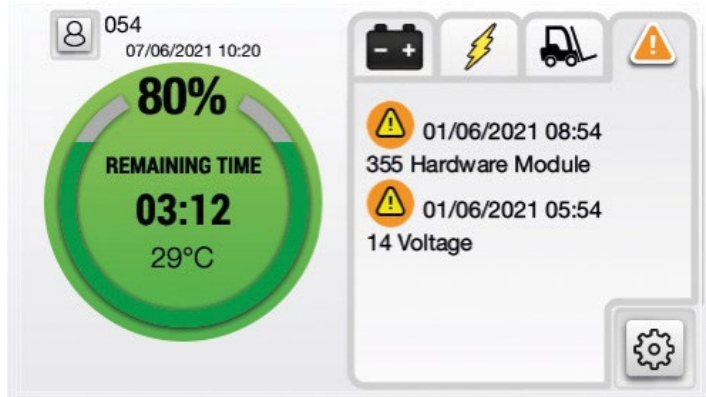 054
07/06/2021 10:20
80%
REMAINING TIME
03:12
29°C
01/06/2021 08:54
355 Hardware Module
01/06/2021 05:54
14 Voltage